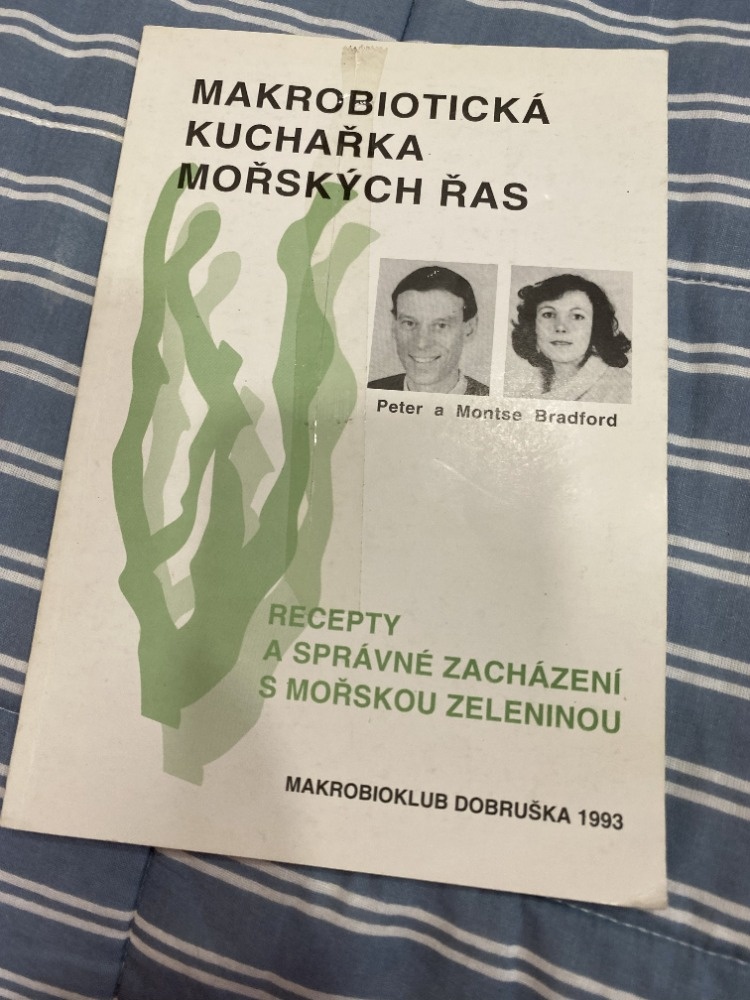 MAKROBIOTICKÁ
KUCHAŘKA
MOŘSKÝCH ŘAS
Peter a Montse Bradford
RECEPTY
A SPRÁVNÉ ZACHÁZENÍ
S MOŘSKOU ZELENINOU
MAKROBIOKLUB DOBRUŠKA 1993